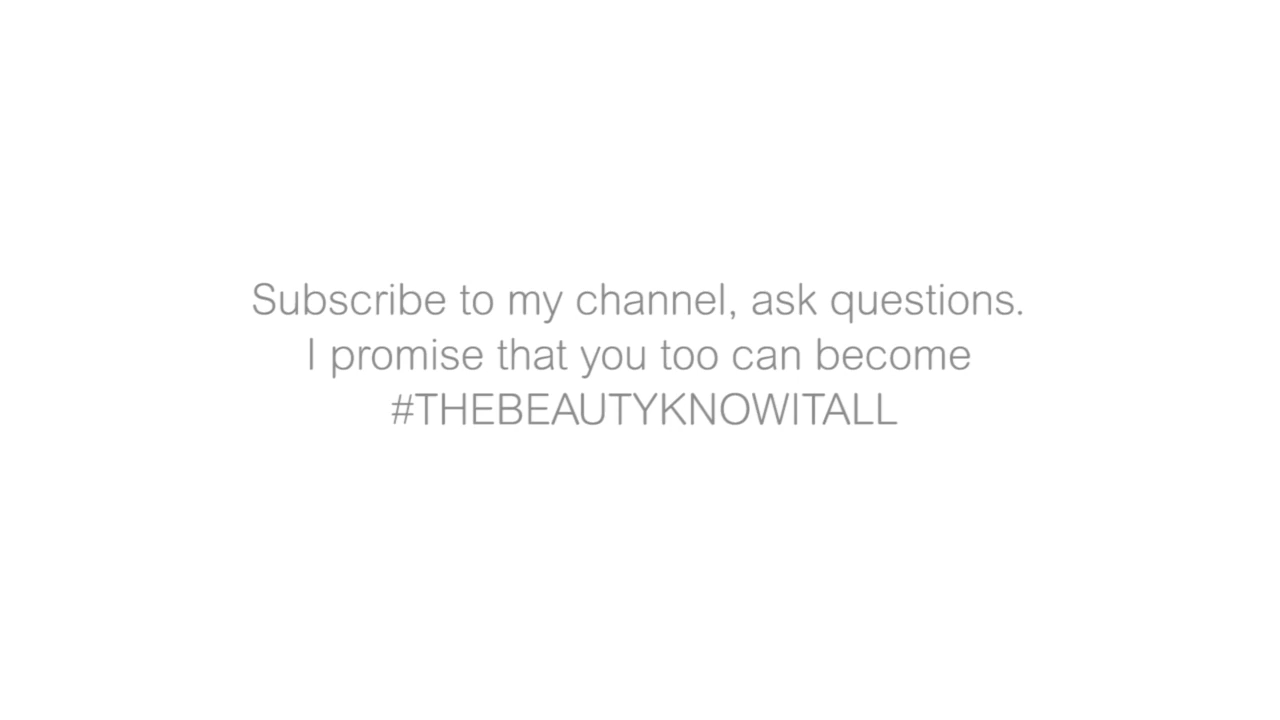 Subscribe to my channel, ask questions.
I promise that you too can become
#THEBEAUTYKNOWITALL